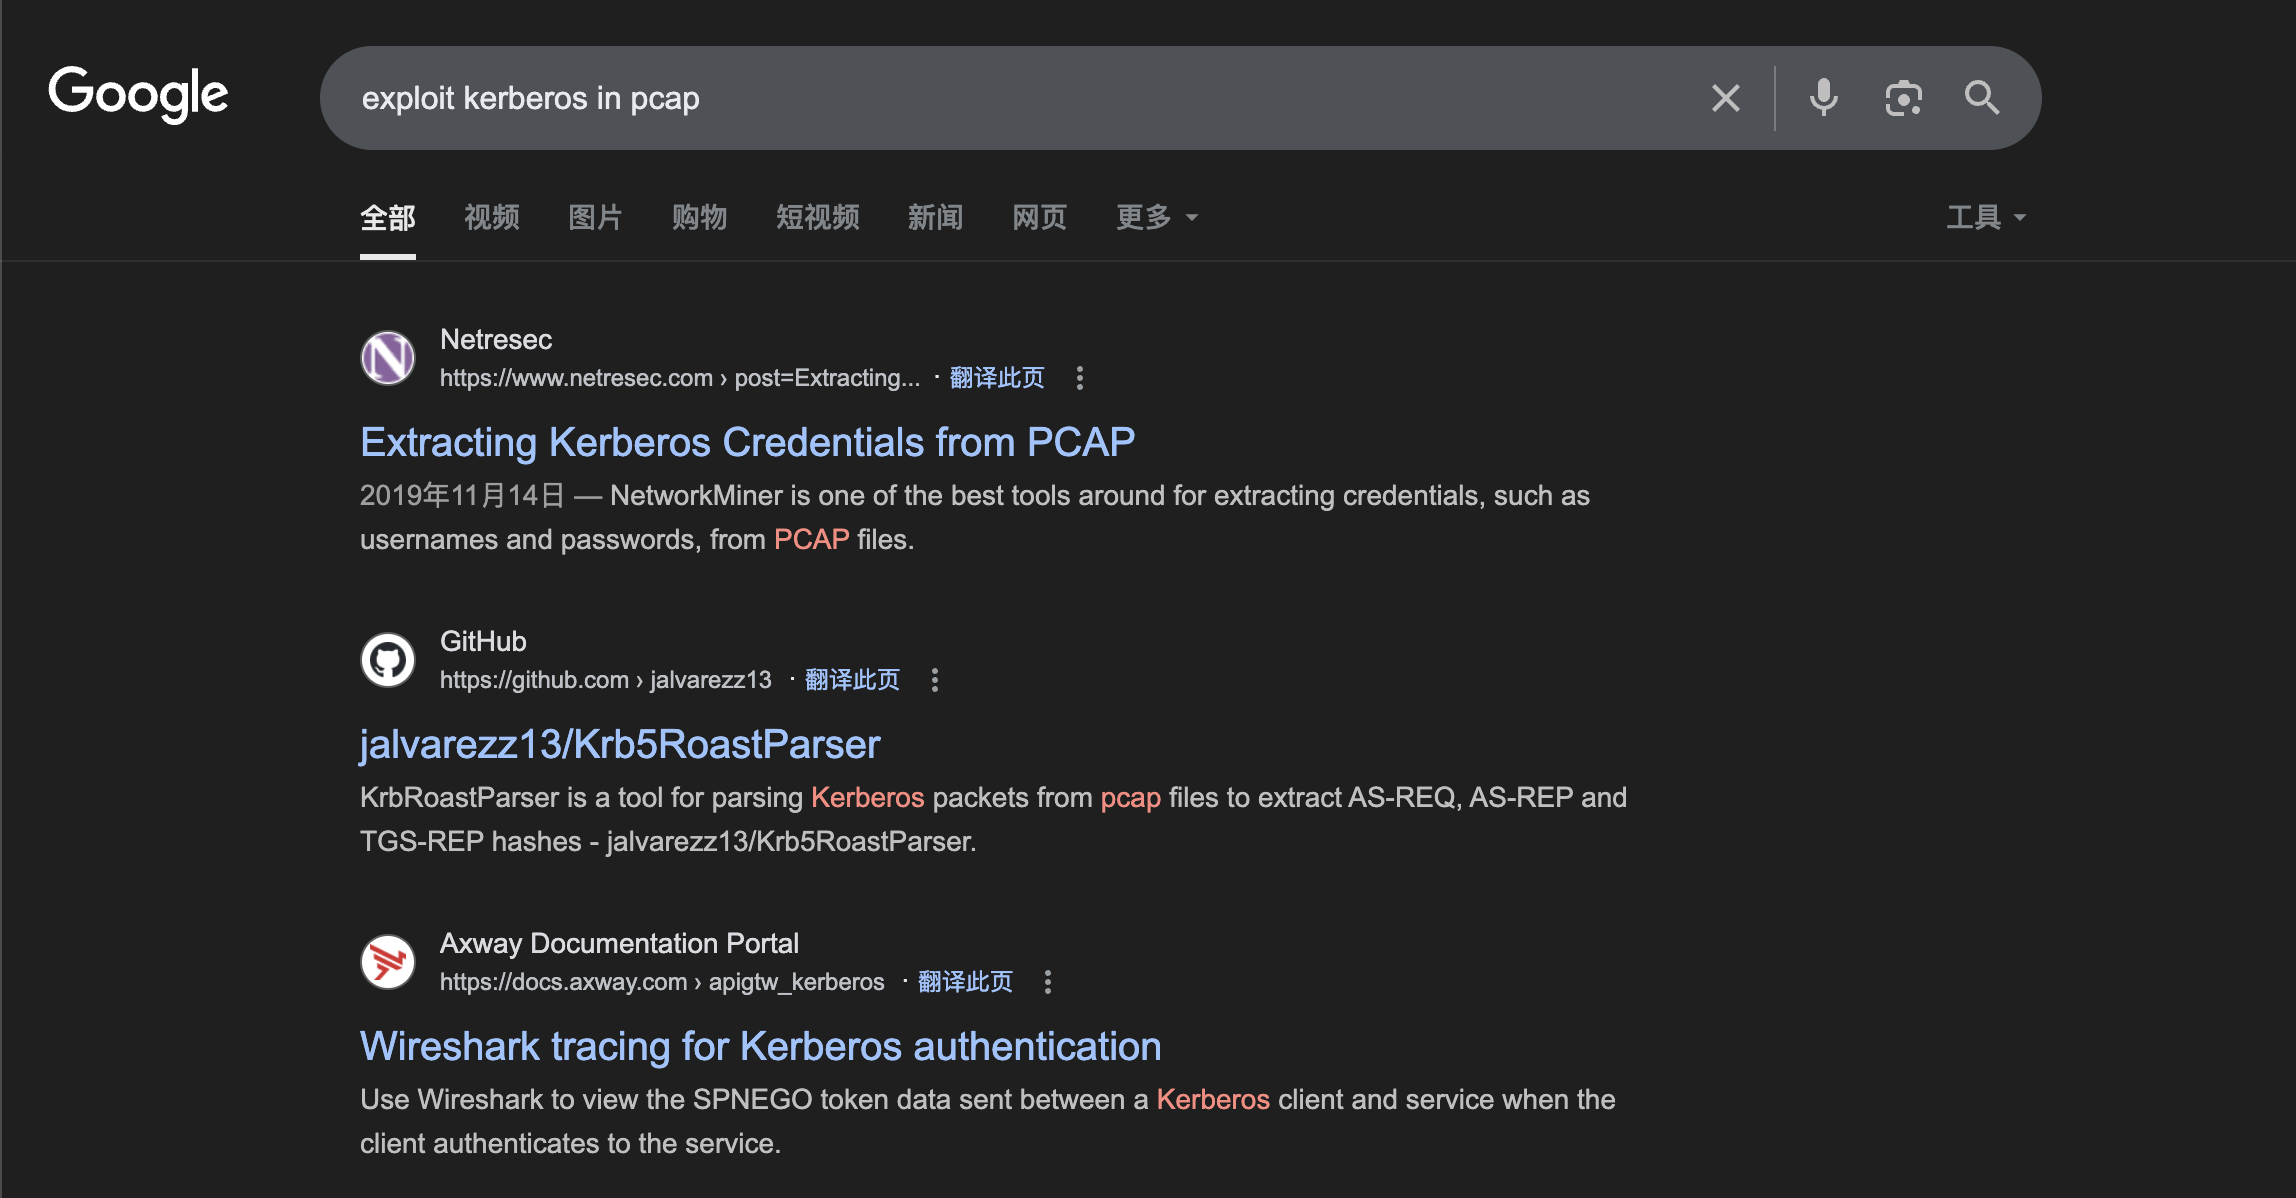 Google
exploit kerberos in pcap
全部 视频 图片 购物 短视频 新闻 网页 更多 工具
Netresec
https://www.netresec.com › post=Extracting... · 翻译此页
Extracting Kerberos Credentials from PCAP
2019年11月14日 — NetworkMiner is one of the best tools around for extracting credentials, such as
usernames and passwords, from PCAP files.
GitHub
https://github.com › jalvarezz13 · 翻译此页
jalvarezz13/Krb5RoastParser
KrbRoastParser is a tool for parsing Kerberos packets from pcap files to extract AS-REQ, AS-REP and
TGS-REP hashes - jalvarezz13/Krb5RoastParser.
Axway Documentation Portal
https://docs.axway.com › apigtw_kerberos · 翻译此页
Wireshark tracing for Kerberos authentication
Use Wireshark to view the SPNEGO token data sent between a Kerberos client and service when the
client authenticates to the service.